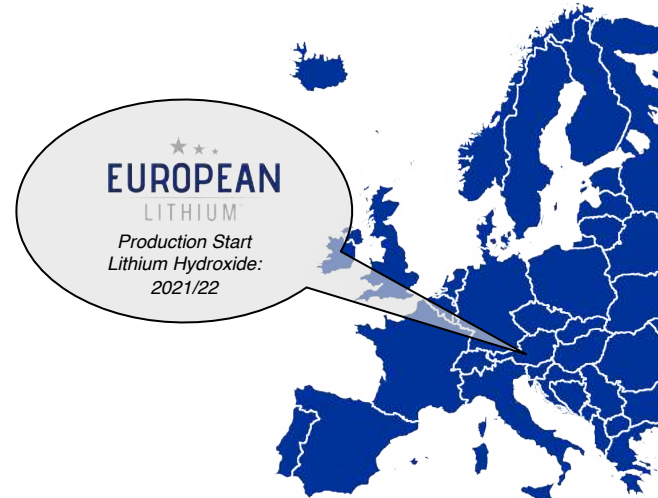 EUROPEAN
LITHIUM
Production Start
Lithium Hydroxide:
2021/22